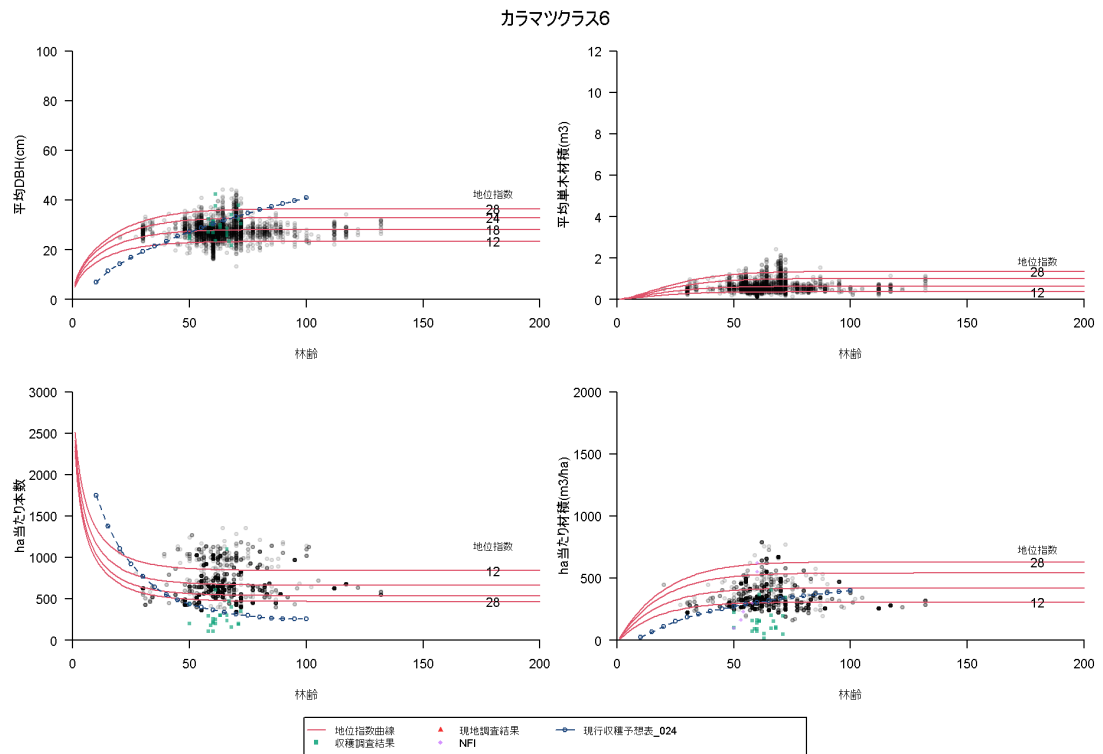 カラマツクラス6
平均DBH(cm)
100
80
60
40
20
0
地位指数
28
24
18
12
0 50 100 150 200
林齢
平均単木材積(m3)
12
10
8
6
4
2
0
地位指数
28
12
0 50 100 150 200
林齢
ha当たり本数
3000
2500
2000
1500
1000
500
0
地位指数
12
28
0 50 100 150 200
林齢
ha当たり材積(m3/ha)
2000
1500
1000
500
0
地位指数
28
12
0 50 100 150 200
林齢
地位指数曲線 現地調査結果 現行収穫予想表_024
収穫調査結果 NFI